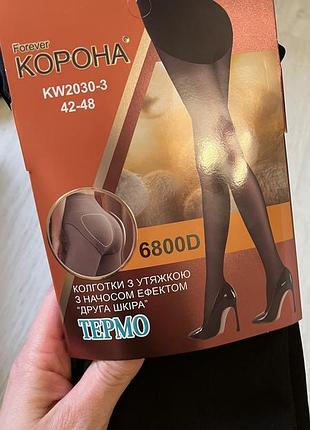 Forever
КОРОНА
KW2030-3
42-48
6800D
КОЛГОТКИ З УТЯЖКОЮ
З НАЧОСОМ ЕФЕКТОМ
"ДРУГА ШКІРА"
ТЕРМО